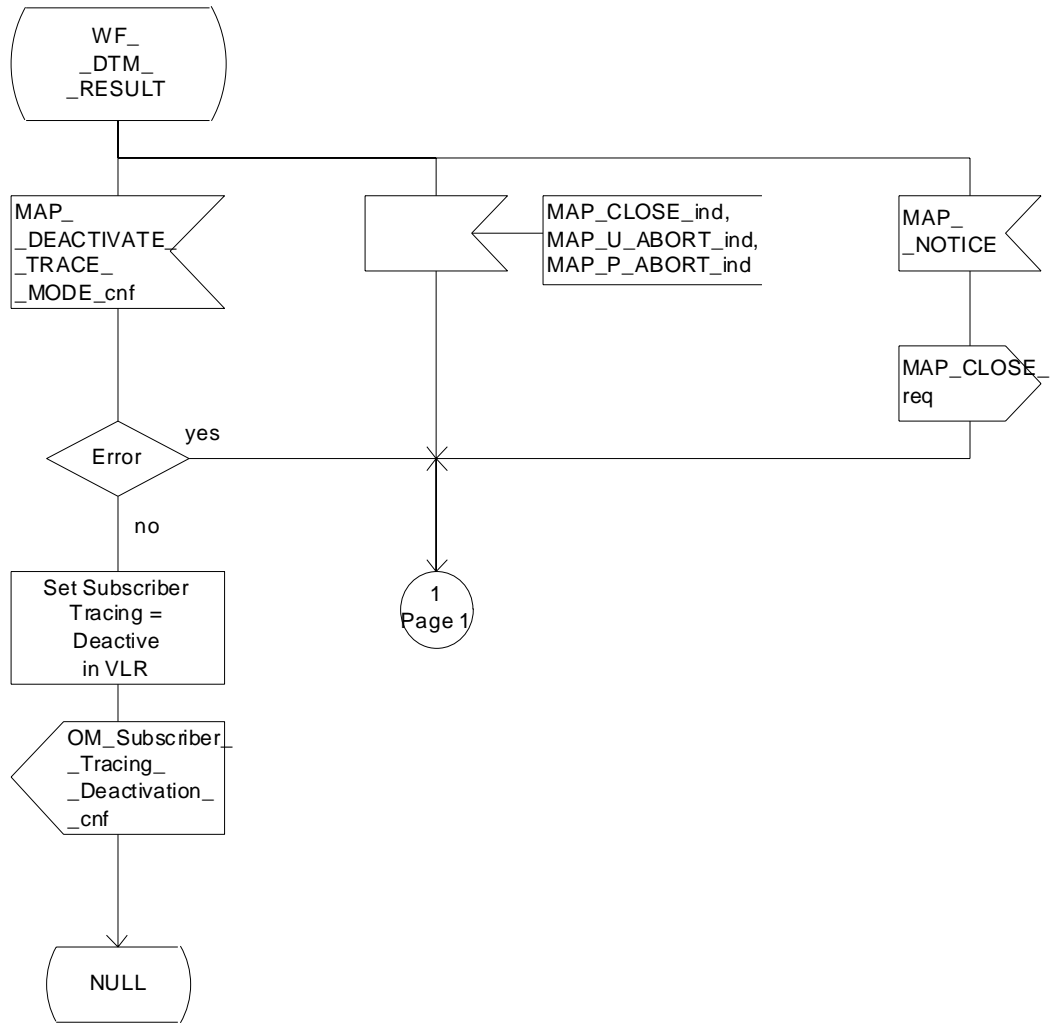 WF_
_DTM_
_RESULT
MAP_
_DEACTIVATE_
_TRACE_
_MODE_cnf
MAP_CLOSE_ind,
MAP_U_ABORT_ind,
MAP_P_ABORT_ind
MAP_
_NOTICE
MAP_CLOSE_
req
Error
yes
no
Set Subscriber
Tracing =
Deactive
in VLR
1
Page 1
OM_Subscriber_
_Tracing_
_Deactivation_
_cnf
NULL